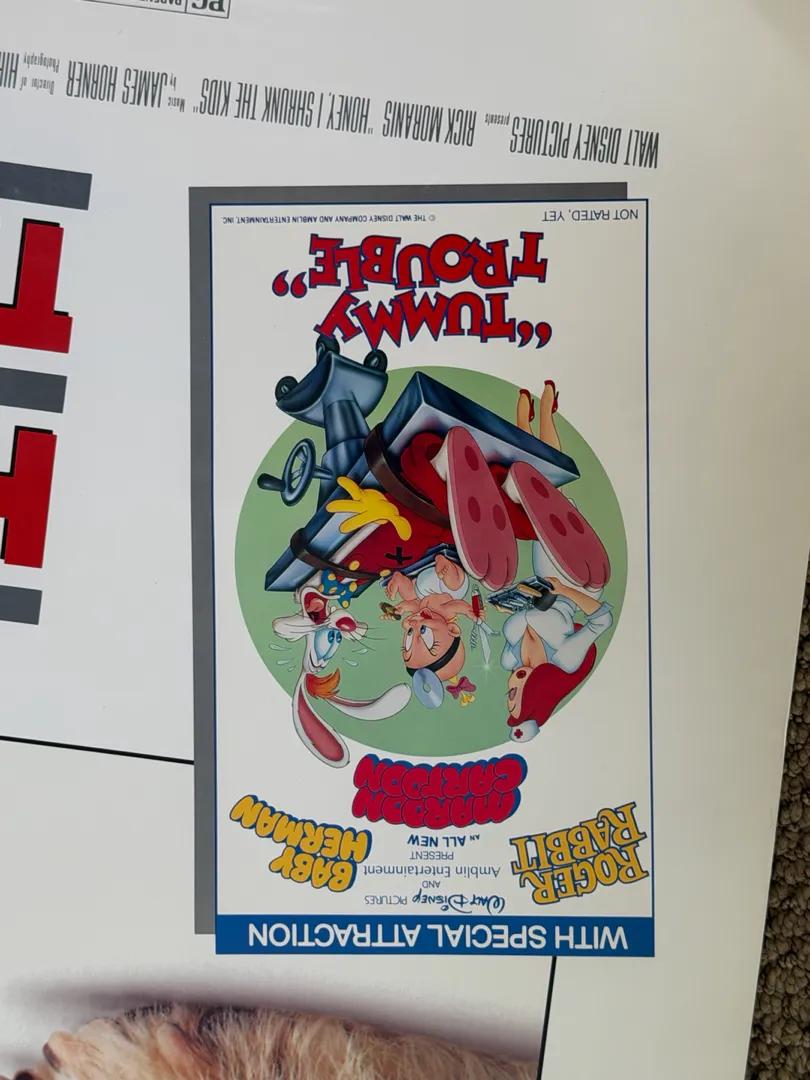 WITH SPECIAL ATTRACTION
WALT DISNEY PICTURES
AND
Amblin Entertainment
PRESENT
AN ALL NEW
ROGER
RABBIT
BABY
HERMAN
MAROON
CARTOON
"TUMMY
TROUBLE"
NOT RATED, YET
© THE WALT DISNEY COMPANY AND AMBLIN ENTERTAINMENT, INC.
WALT DISNEY PICTURES presents RICK MORANIS "HONEY, I SHRUNK THE KIDS" Music by JAMES HORNER Director of Photography HIR
PG